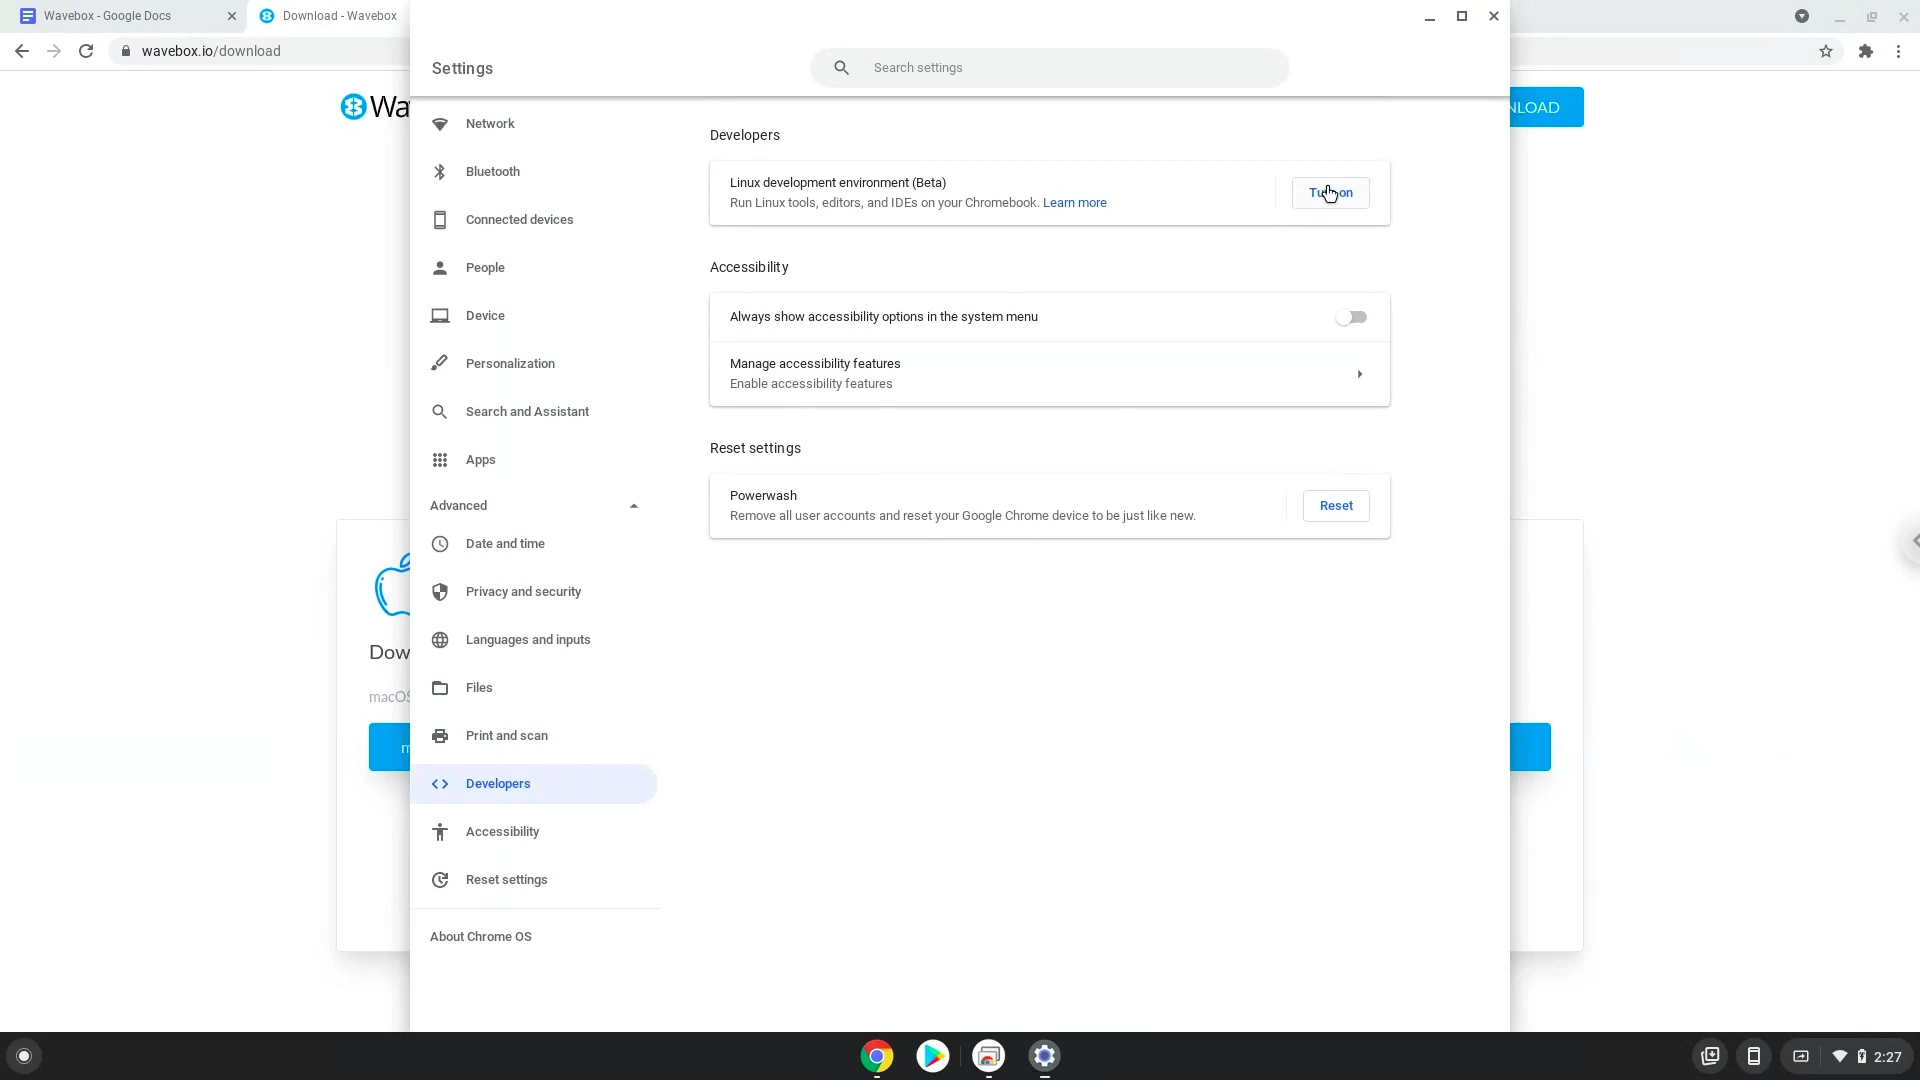 Wavebox - Google Docs
Download - Wavebox
wavebox.io/download
Settings
Search settings
Network
Bluetooth
Connected devices
People
Device
Personalization
Search and Assistant
Apps
Advanced
Date and time
Privacy and security
Languages and inputs
Files
Print and scan
Developers
Accessibility
Reset settings
About Chrome OS
Developers
Linux development environment (Beta)
Run Linux tools, editors, and IDEs on your Chromebook. Learn more
Turn on
Accessibility
Always show accessibility options in the system menu
Manage accessibility features
Enable accessibility features
Reset settings
Powerwash
Remove all user accounts and reset your Google Chrome device to be just like new.
Reset
Wa
NLOAD
Dow
macOS
2:27